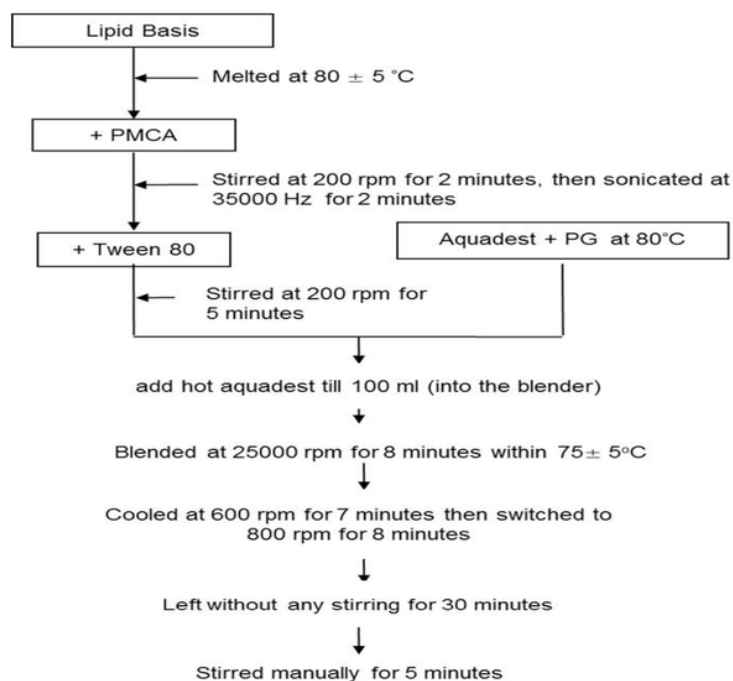 Lipid Basis
Melted at 80 ± 5 °C
+ PMCA
Stirred at 200 rpm for 2 minutes, then sonicated at
35000 Hz for 2 minutes
+ Tween 80
Aquadest + PG at 80°C
Stirred at 200 rpm for
5 minutes
add hot aquadest till 100 ml (into the blender)
Blended at 25000 rpm for 8 minutes within 75± 5°C
Cooled at 600 rpm for 7 minutes then switched to
800 rpm for 8 minutes
Left without any stirring for 30 minutes
Stirred manually for 5 minutes